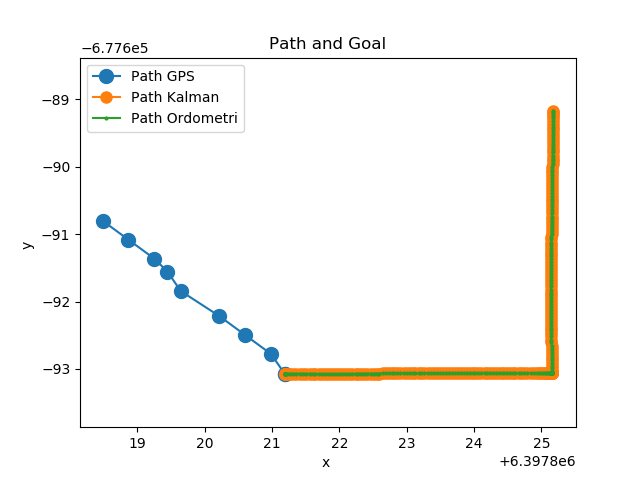 Path and Goal
−6.776e5
Path GPS
Path Kalman
Path Ordometri
−89
−90
−91
−92
−93
y
19 20 21 22 23 24 25
x
+6.3978e6